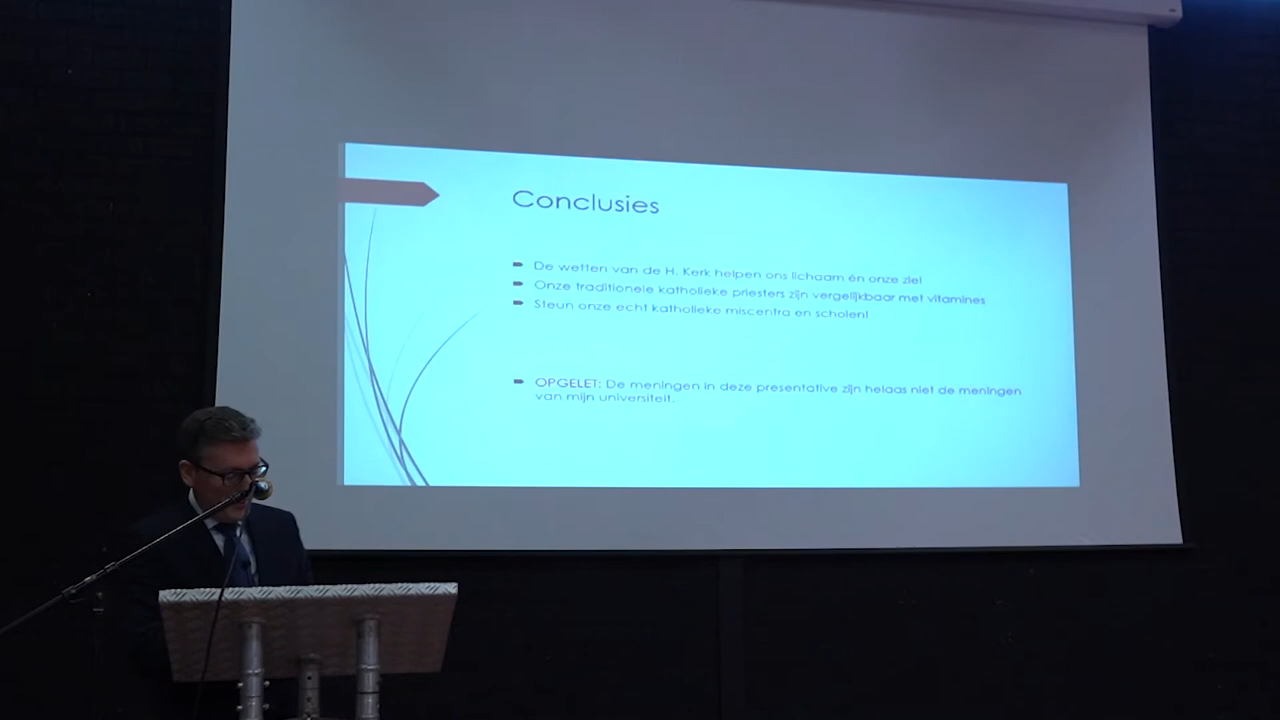 Conclusies
De wetten van de H. Kerk helpen ons lichaam én onze ziel
Onze traditionele katholieke priesters zijn vergelijkbaar met vitamines
Steun onze echt katholieke miscentra en scholen!
OPGELET: De meningen in deze presentative zijn helaas niet de meningen
van mijn universiteit.